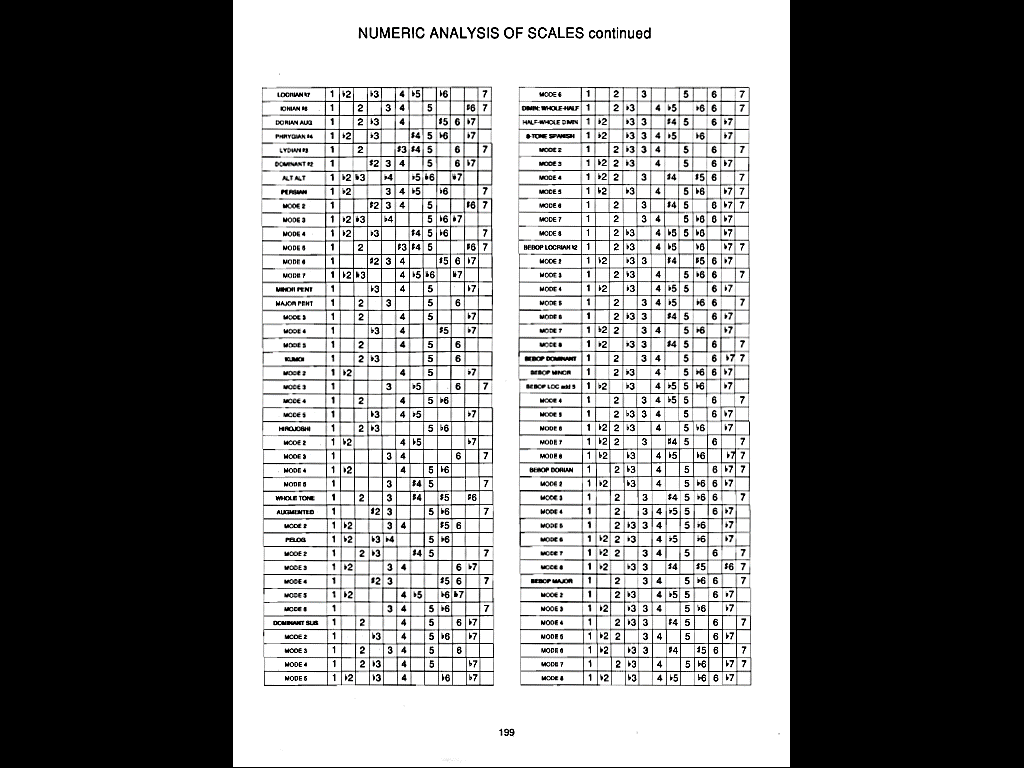 NUMERIC ANALYSIS OF SCALES continued
LOCRIAN ♮7 1 ♭2 ♭3 4 ♭5 ♭6 7
IONIAN ♯6 1 2 3 4 5 ♯6 7
DORIAN AUG 1 2 ♭3 4 ♯5 6 ♭7
PHRYGIAN ♯4 1 ♭2 ♭3 ♯4 5 ♭6 ♭7
LYDIAN ♯3 1 2 ♯3 ♯4 5 6 7
DOMINANT ♯2 1 ♯2 3 4 5 6 ♭7
ALT ALT 1 ♭2 ♭3 ♭4 ♭5 ♭6 ♭7
PERSIAN 1 ♭2 3 4 ♭5 ♭6 7
MODE 2 1 ♯2 3 4 5 ♯6 7
MODE 3 1 ♭2 ♭3 ♭4 5 ♭6 ♭7
MODE 4 1 ♭2 ♭3 ♯4 5 ♭6 7
MODE 5 1 2 ♯3 ♯4 5 ♯6 7
MODE 6 1 ♯2 3 4 ♯5 6 ♭7
MODE 7 1 ♭2 ♭3 4 ♭5 ♭6 ♭7
MINOR PENT 1 ♭3 4 5 ♭7
MAJOR PENT 1 2 3 5 6
MODE 3 1 2 4 5 ♭7
MODE 4 1 ♭3 4 ♯5 ♭7
MODE 5 1 2 4 5 6
KUMOI 1 2 ♭3 5 6
MODE 2 1 ♭2 4 5 ♭7
MODE 3 1 3 ♭5 6 7
MODE 4 1 2 4 5 ♭6
MODE 5 1 ♭3 4 ♭5 ♭7
HIROJOSHI 1 2 ♭3 5 ♭6
MODE 2 1 ♭2 4 ♭5 ♭7
MODE 3 1 3 4 6 7
MODE 4 1 ♭2 4 5 ♭6
MODE 5 1 3 ♯4 5 7
WHOLE TONE 1 2 3 ♯4 ♯5 ♯6
AUGMENTED 1 ♯2 3 5 ♭6 7
MODE 2 1 ♭2 3 4 ♯5 6
PELOG 1 ♭2 ♭3 ♭4 5 ♭6
MODE 2 1 2 ♭3 ♯4 5 7
MODE 3 1 ♭2 3 4 6 ♭7
MODE 4 1 ♯2 3 ♯5 6 7
MODE 5 1 ♭2 4 ♭5 ♭6 ♭7
MODE 6 1 3 4 5 ♭6 7
DOMINANT SUS 1 2 4 5 6 ♭7
MODE 2 1 ♭3 4 5 ♭6 ♭7
MODE 3 1 2 3 4 5 6
MODE 4 1 2 ♭3 4 5 ♭7
MODE 5 1 ♭2 ♭3 4 ♭6 ♭7
MODE 6 1 2 3 5 6 7
DIMIN: WHOLE-HALF 1 2 ♭3 4 ♭5 ♭6 6 7
HALF-WHOLE DIMIN 1 ♭2 ♭3 3 ♯4 5 6 ♭7
8-TONE SPANISH 1 ♭2 ♭3 3 4 ♭5 ♭6 ♭7
MODE 2 1 2 ♭3 3 4 5 6 7
MODE 3 1 ♭2 2 ♭3 4 5 6 ♭7
MODE 4 1 ♭2 2 3 ♯4 ♯5 6 7
MODE 5 1 ♭2 ♭3 4 5 ♭6 ♭7 7
MODE 6 1 2 3 ♯4 5 6 ♭7 7
MODE 7 1 2 3 4 5 ♭6 6 ♭7
MODE 8 1 2 ♭3 4 ♭5 5 ♭6 ♭7
BEBOP LOCRIAN ♮2 1 2 ♭3 4 ♭5 ♭6 ♭7 7
MODE 2 1 ♭2 ♭3 3 ♯4 ♯5 6 ♭7
MODE 3 1 2 ♭3 4 5 ♭6 6 7
MODE 4 1 ♭2 ♭3 4 ♭5 5 6 ♭7
MODE 5 1 2 3 4 ♭5 ♭6 6 7
MODE 6 1 2 ♭3 3 ♯4 5 6 ♭7
MODE 7 1 ♭2 2 3 4 5 ♭6 ♭7
MODE 8 1 ♭2 ♭3 3 ♯4 5 6 7
BEBOP DOMINANT 1 2 3 4 5 6 ♭7 7
BEBOP MINOR 1 2 ♭3 4 5 ♭6 6 ♭7
BEBOP LOC add 5 1 ♭2 ♭3 4 ♭5 5 ♭6 ♭7
MODE 4 1 2 3 4 ♭5 5 6 7
MODE 5 1 2 ♭3 3 4 5 6 ♭7
MODE 6 1 ♭2 2 ♭3 4 5 ♭6 ♭7
MODE 7 1 ♭2 2 3 ♯4 5 6 7
MODE 8 1 ♭2 ♭3 4 ♭5 ♭6 ♭7 7
BEBOP DORIAN 1 2 ♭3 4 5 6 ♭7 7
MODE 2 1 ♭2 ♭3 4 5 ♭6 6 ♭7
MODE 3 1 2 3 ♯4 5 ♭6 6 7
MODE 4 1 2 3 4 ♭5 5 6 ♭7
MODE 5 1 2 ♭3 3 4 5 ♭6 ♭7
MODE 6 1 ♭2 2 ♭3 4 ♭5 ♭6 ♭7
MODE 7 1 ♭2 2 3 4 5 6 7
MODE 8 1 ♭2 ♭3 3 ♯4 ♯5 ♯6 7
BEBOP MAJOR 1 2 3 4 5 ♭6 6 7
MODE 2 1 2 ♭3 4 ♭5 5 6 ♭7
MODE 3 1 ♭2 ♭3 3 4 5 ♭6 ♭7
MODE 4 1 2 ♭3 3 ♯4 5 6 7
MODE 5 1 ♭2 2 3 4 5 6 ♭7
MODE 6 1 ♭2 ♭3 3 ♯4 ♯5 6 7
MODE 7 1 2 ♭3 4 5 ♭6 ♭7 7
MODE 8 1 ♭2 ♭3 4 ♭5 ♭6 6 ♭7
199